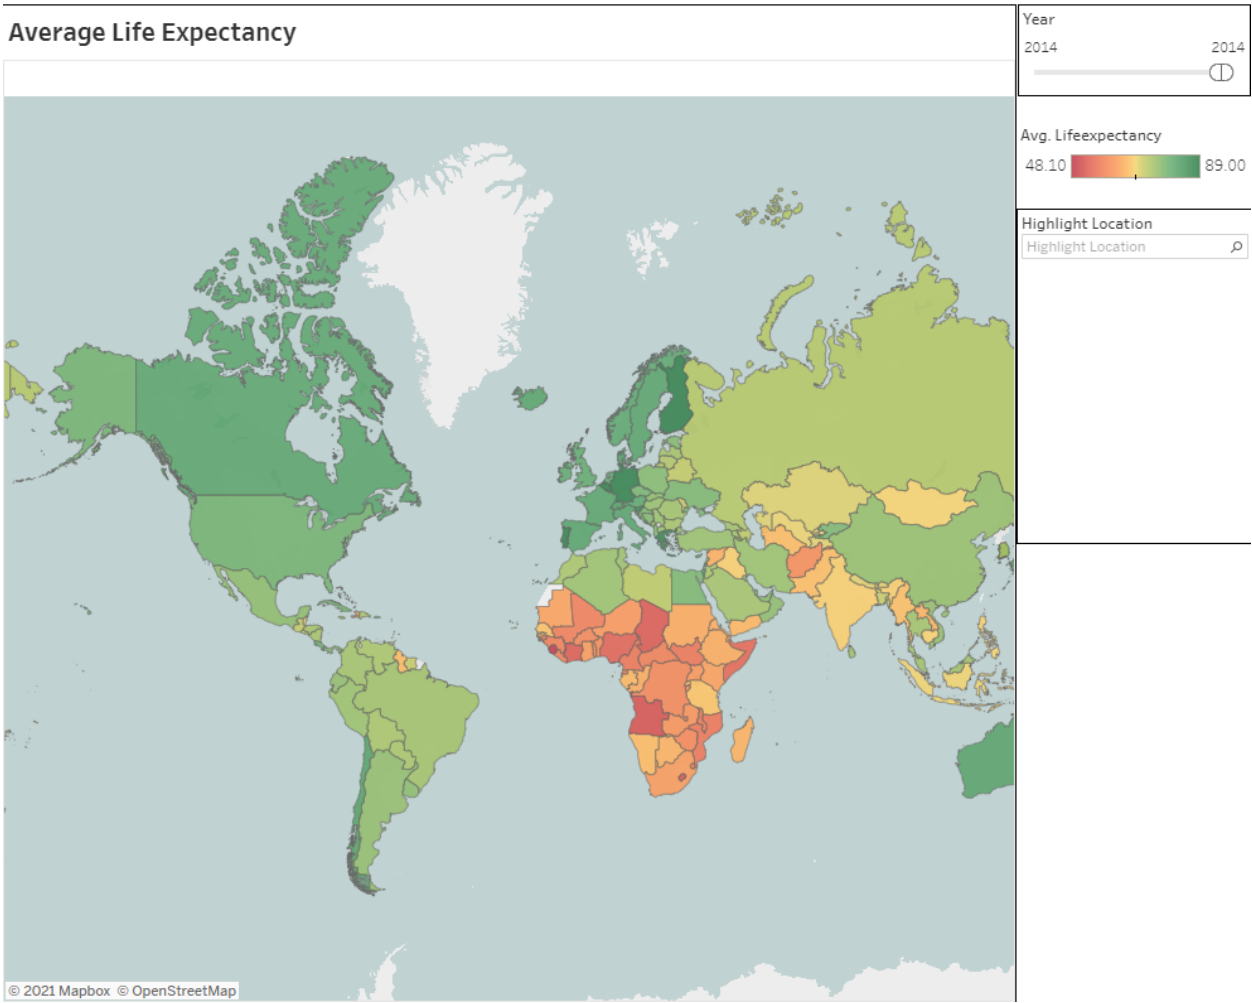 Average Life Expectancy
Year
2014 2014
Avg. Lifeexpectancy
48.10 89.00
Highlight Location
Highlight Location
© 2021 Mapbox © OpenStreetMap